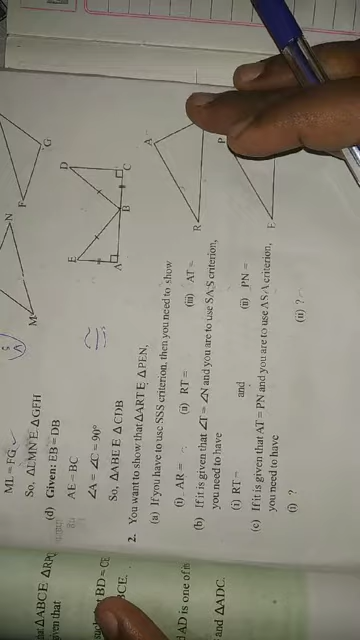 ML = FG
So, ΔLMN E ΔGFH
(d) Given: EB = DB
AE = BC
∠A = ∠C = 90°
So, ΔABE E ΔCDB
2. You want to show that ΔART E ΔPEN,
(a) If you have to use SSS criterion, then you need to show
(i) AR = (ii) RT = (iii) AT =
(b) If it is given that ∠T = ∠N and you are to use SAS criterion,
you need to have
(i) RT = and (ii) PN =
(c) If it is given that AT = PN and you are to use ASA criterion,
you need to have
(i) ? (ii) ?
M
N
F
G
E
D
A
B
C
A
R
P
E
ΔABCE
given that
BD = CE
BCE.
AD is one of
and ΔADC.